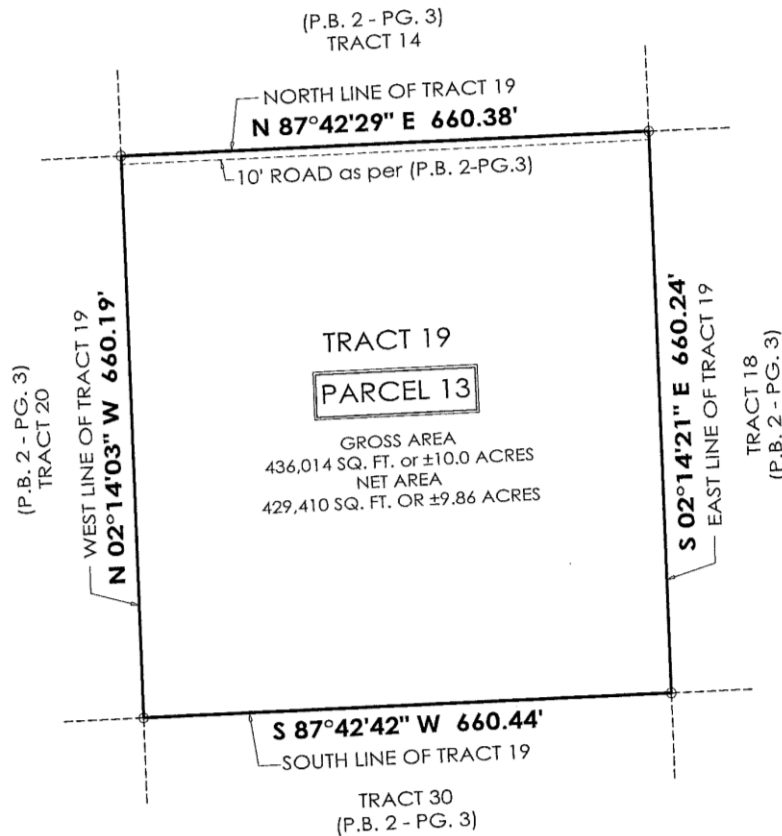 (P.B. 2 - PG. 3)
TRACT 14
NORTH LINE OF TRACT 19
N 87°42'29" E 660.38'
10' ROAD as per (P.B. 2-PG.3)
(P.B. 2 - PG. 3)
TRACT 20
WEST LINE OF TRACT 19
N 02°14'03" W 660.19'
TRACT 19
PARCEL 13
GROSS AREA
436,014 SQ. FT. or ±10.0 ACRES
NET AREA
429,410 SQ. FT. OR ±9.86 ACRES
S 02°14'21" E 660.24'
EAST LINE OF TRACT 19
TRACT 18
(P.B. 2 - PG. 3)
S 87°42'42" W 660.44'
SOUTH LINE OF TRACT 19
TRACT 30
(P.B. 2 - PG. 3)